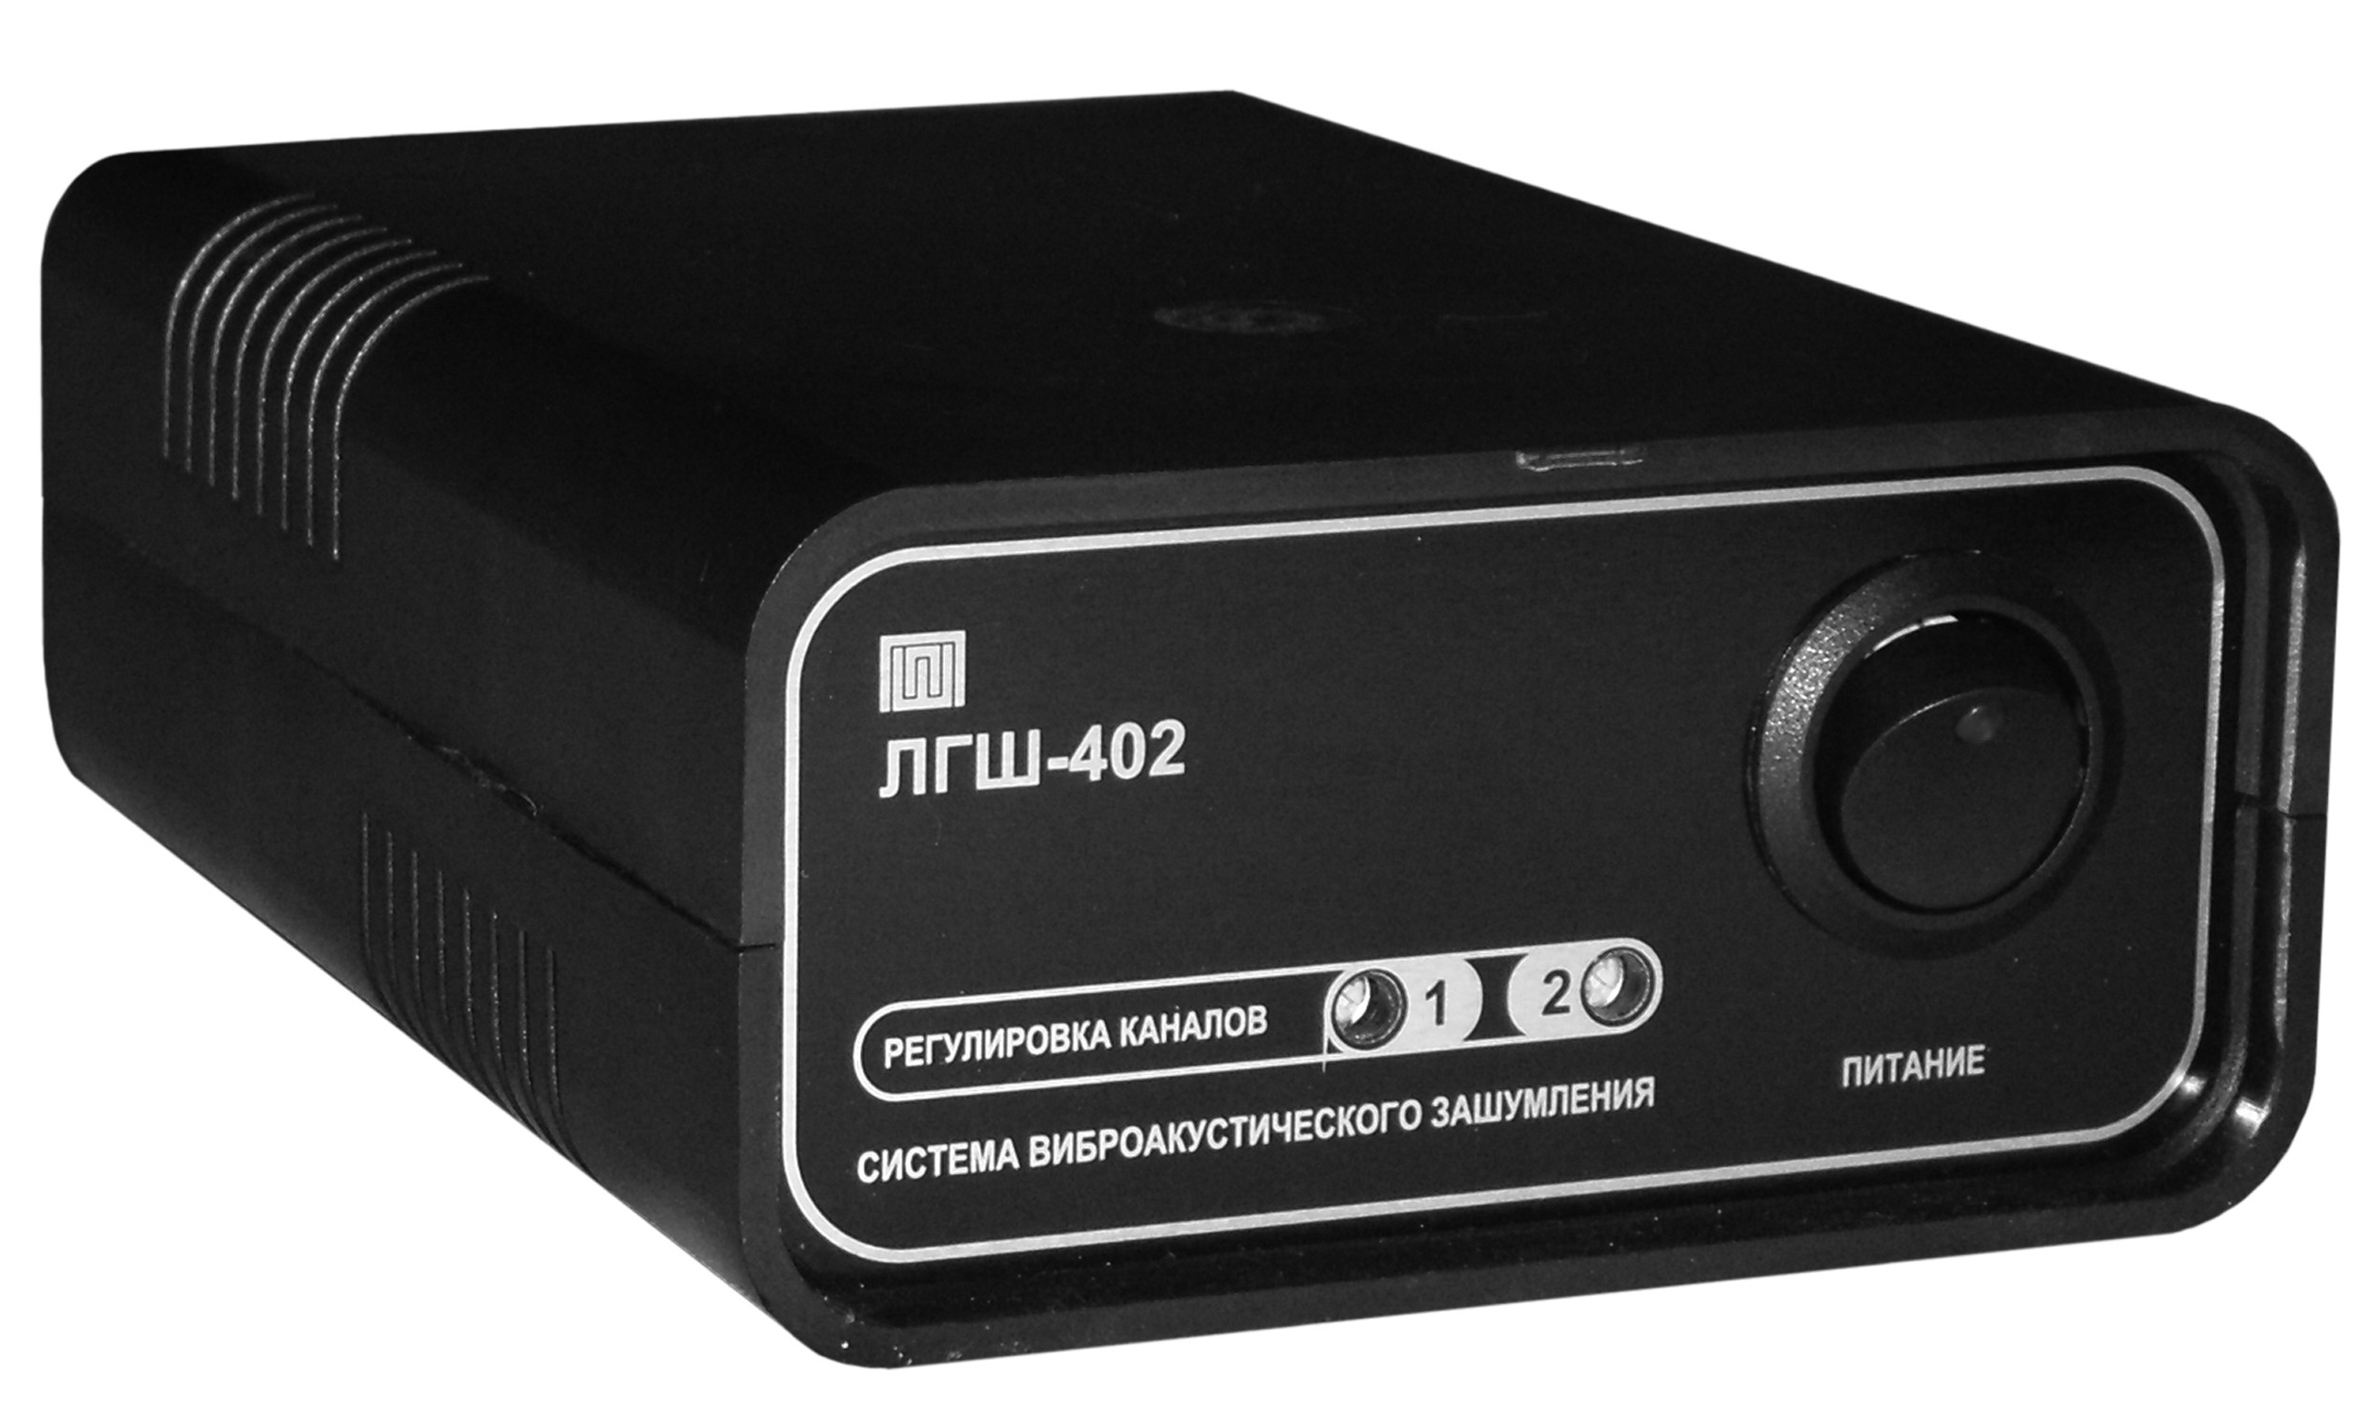 ЛГШ-402
РЕГУЛИРОВКА КАНАЛОВ 1 2
СИСТЕМА ВИБРОАКУСТИЧЕСКОГО ЗАШУМЛЕНИЯ
ПИТАНИЕ